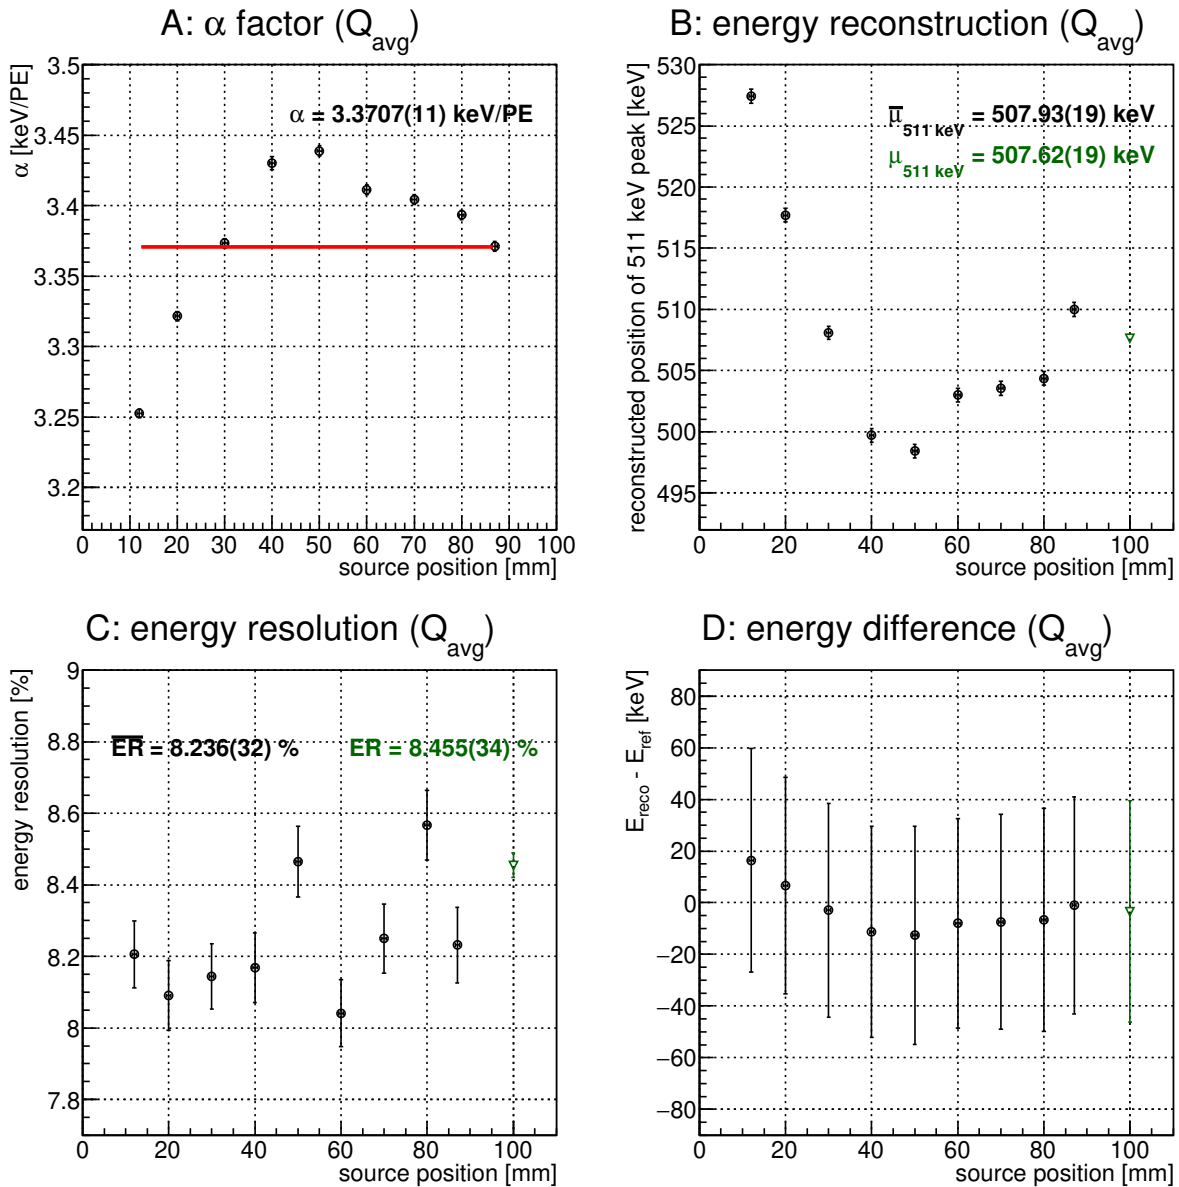 A: α factor (Qavg)
α [keV/PE]
3.5
3.45
3.4
3.35
3.3
3.25
3.2
α = 3.3707(11) keV/PE
0 10 20 30 40 50 60 70 80 90 100
source position [mm]
B: energy reconstruction (Qavg)
reconstructed position of 511 keV peak [keV]
530
525
520
515
510
505
500
495
μ̅511 keV = 507.93(19) keV
μ511 keV = 507.62(19) keV
0 20 40 60 80 100
source position [mm]
C: energy resolution (Qavg)
energy resolution [%]
9
8.8
8.6
8.4
8.2
8
7.8
E̅R̅ = 8.236(32) % ER = 8.455(34) %
0 20 40 60 80 100
source position [mm]
D: energy difference (Qavg)
Ereco - Eref [keV]
80
60
40
20
0
−20
−40
−60
−80
0 20 40 60 80 100
source position [mm]